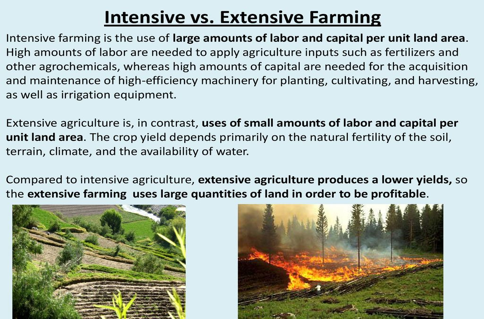 Intensive vs. Extensive Farming
Intensive farming is the use of large amounts of labor and capital per unit land area.
High amounts of labor are needed to apply agriculture inputs such as fertilizers and
other agrochemicals, whereas high amounts of capital are needed for the acquisition
and maintenance of high-efficiency machinery for planting, cultivating, and harvesting,
as well as irrigation equipment.
Extensive agriculture is, in contrast, uses of small amounts of labor and capital per
unit land area. The crop yield depends primarily on the natural fertility of the soil,
terrain, climate, and the availability of water.
Compared to intensive agriculture, extensive agriculture produces a lower yields, so
the extensive farming uses large quantities of land in order to be profitable.